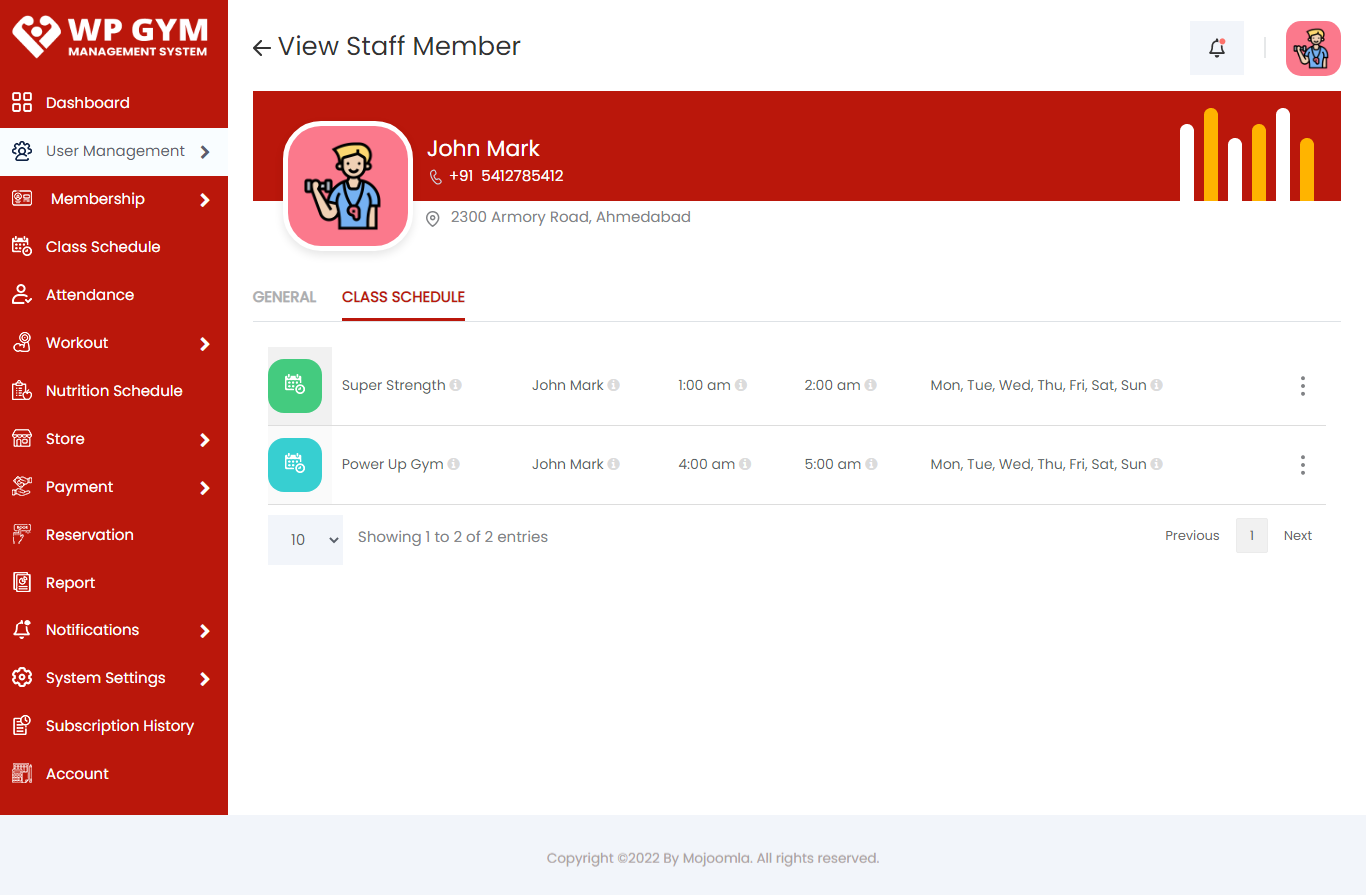 WP GYM
MANAGEMENT SYSTEM
Dashboard
User Management
Membership
Class Schedule
Attendance
Workout
Nutrition Schedule
Store
Payment
Reservation
Report
Notifications
System Settings
Subscription History
Account
View Staff Member
John Mark
+91 5412785412
2300 Armory Road, Ahmedabad
GENERAL CLASS SCHEDULE
Super Strength John Mark 1:00 am 2:00 am Mon, Tue, Wed, Thu, Fri, Sat, Sun
Power Up Gym John Mark 4:00 am 5:00 am Mon, Tue, Wed, Thu, Fri, Sat, Sun
10 Showing 1 to 2 of 2 entries Previous 1 Next
Copyright ©2022 By Mojoomla. All rights reserved.